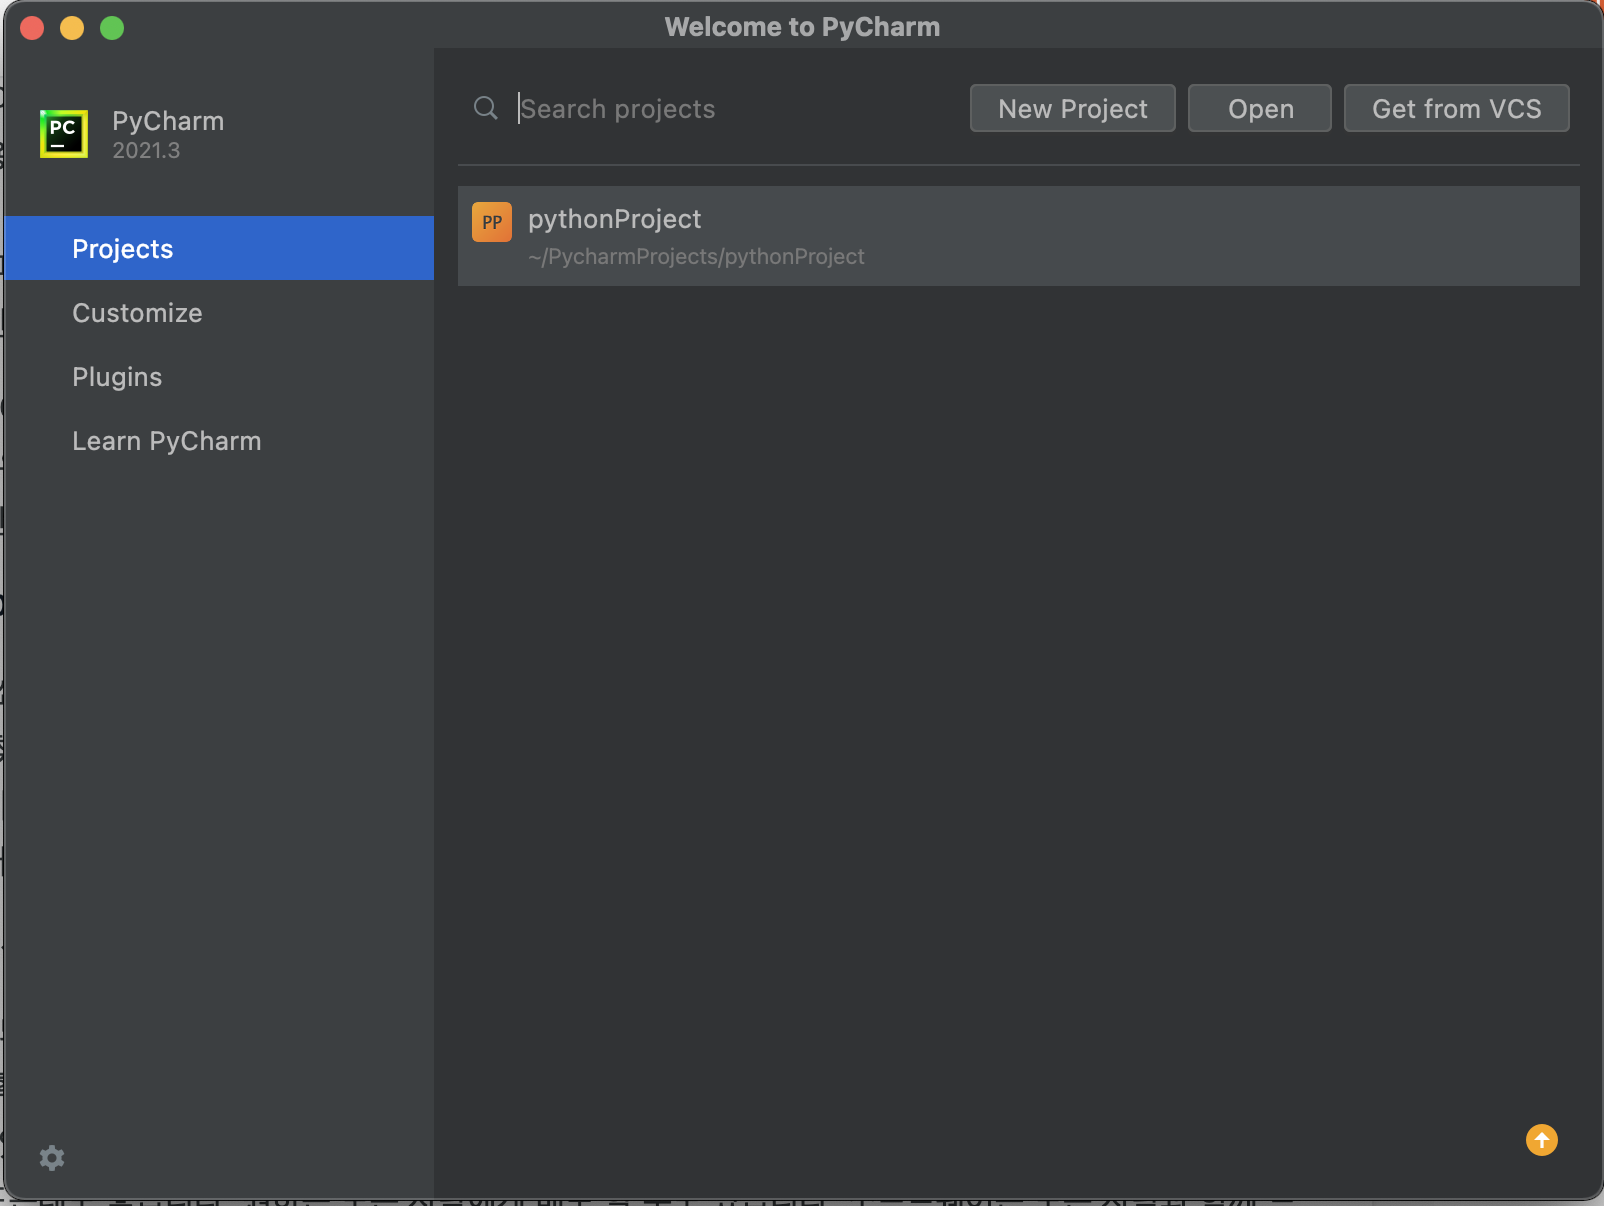 Welcome to PyCharm
PC
PyCharm
2021.3
Search projects
New Project
Open
Get from VCS
Projects
Customize
Plugins
Learn PyCharm
PP
pythonProject
~/PycharmProjects/pythonProject